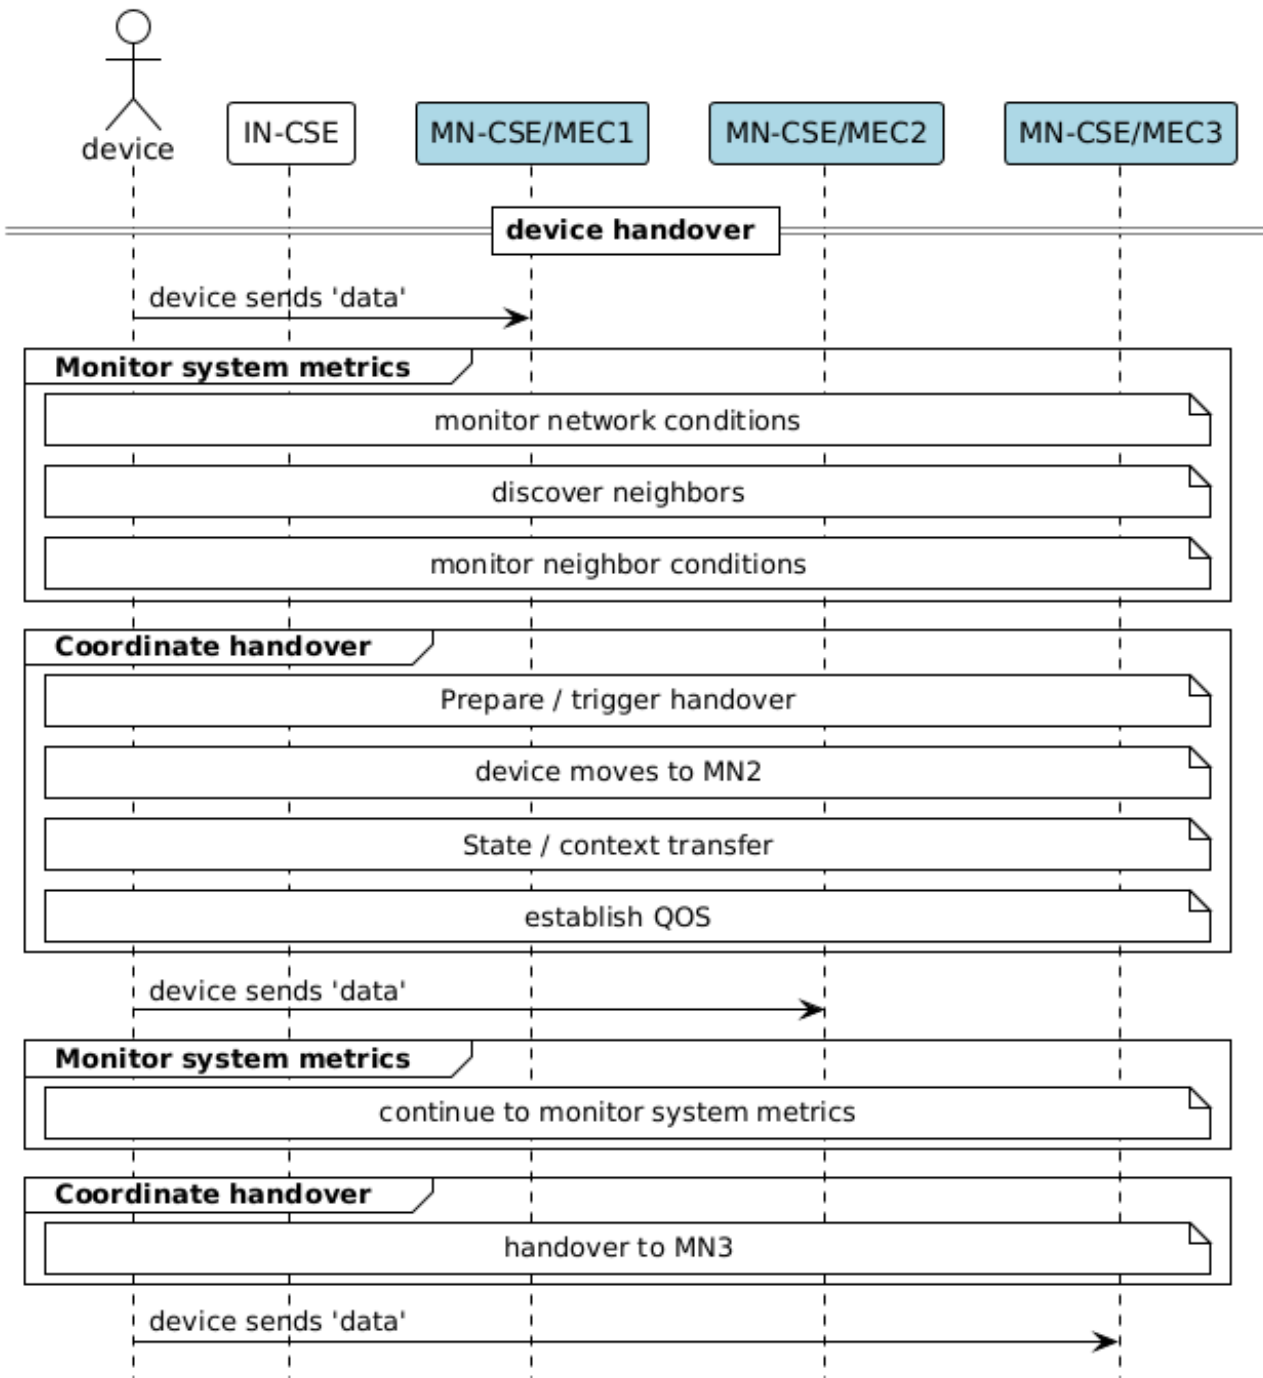 device
IN-CSE
MN-CSE/MEC1
MN-CSE/MEC2
MN-CSE/MEC3
device handover
device sends 'data'
Monitor system metrics
monitor network conditions
discover neighbors
monitor neighbor conditions
Coordinate handover
Prepare / trigger handover
device moves to MN2
State / context transfer
establish QOS
device sends 'data'
Monitor system metrics
continue to monitor system metrics
Coordinate handover
handover to MN3
device sends 'data'